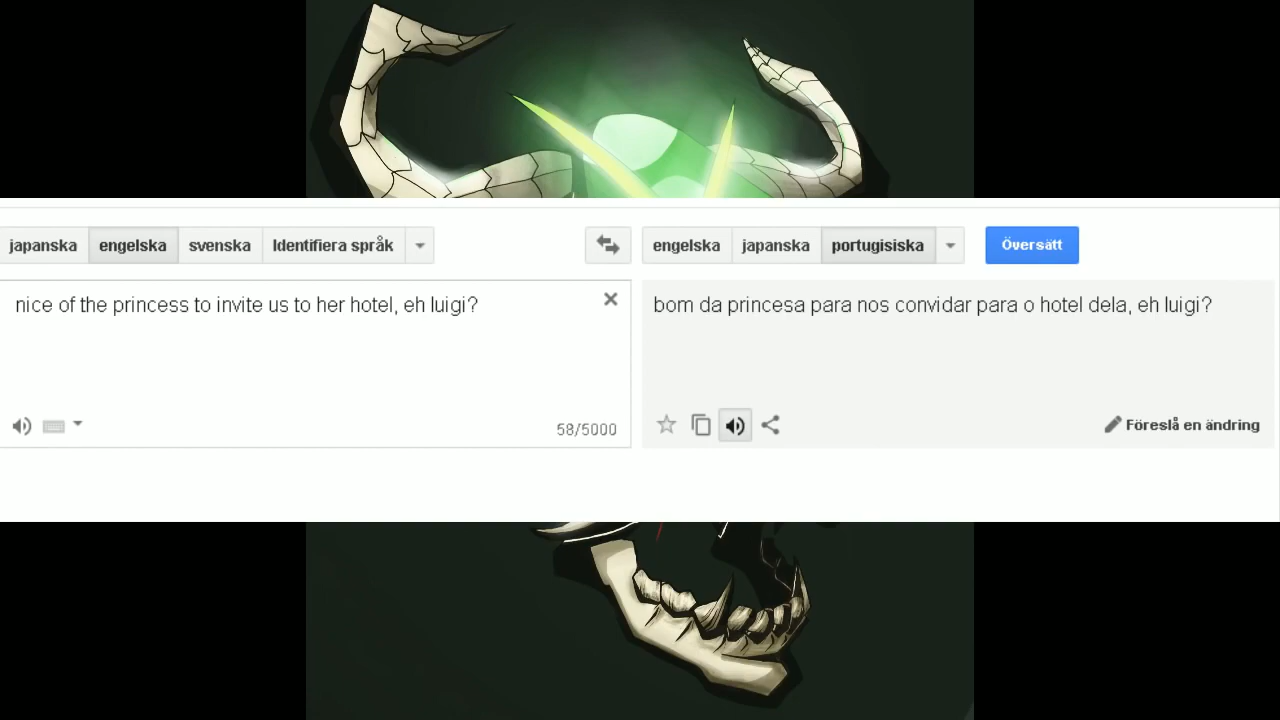 japanska engelska svenska Identifiera språk engelska japanska portugisiska Översätt
nice of the princess to invite us to her hotel, eh luigi?
bom da princesa para nos convidar para o hotel dela, eh luigi?
58/5000
Föreslå en ändring